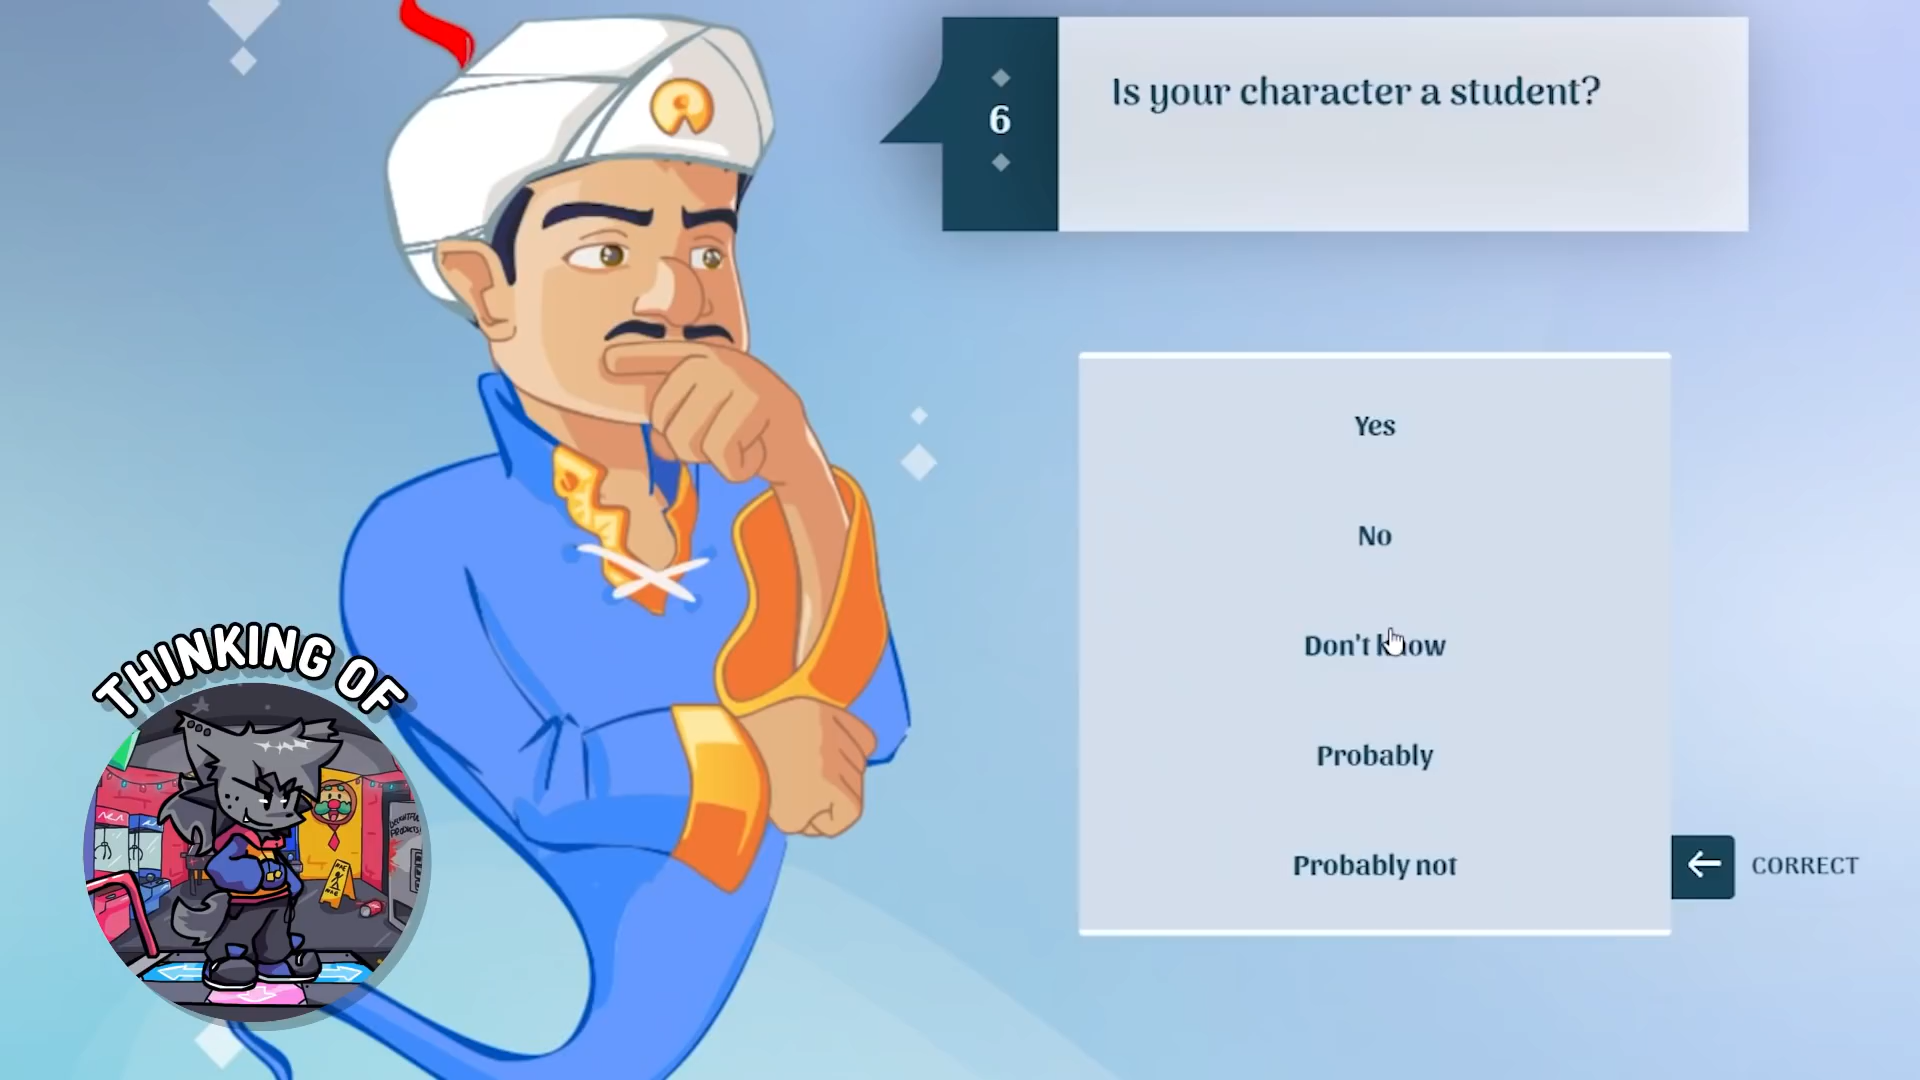 6
Is your character a student?
Yes
No
Don't know
Probably
Probably not
CORRECT
THINKING OF